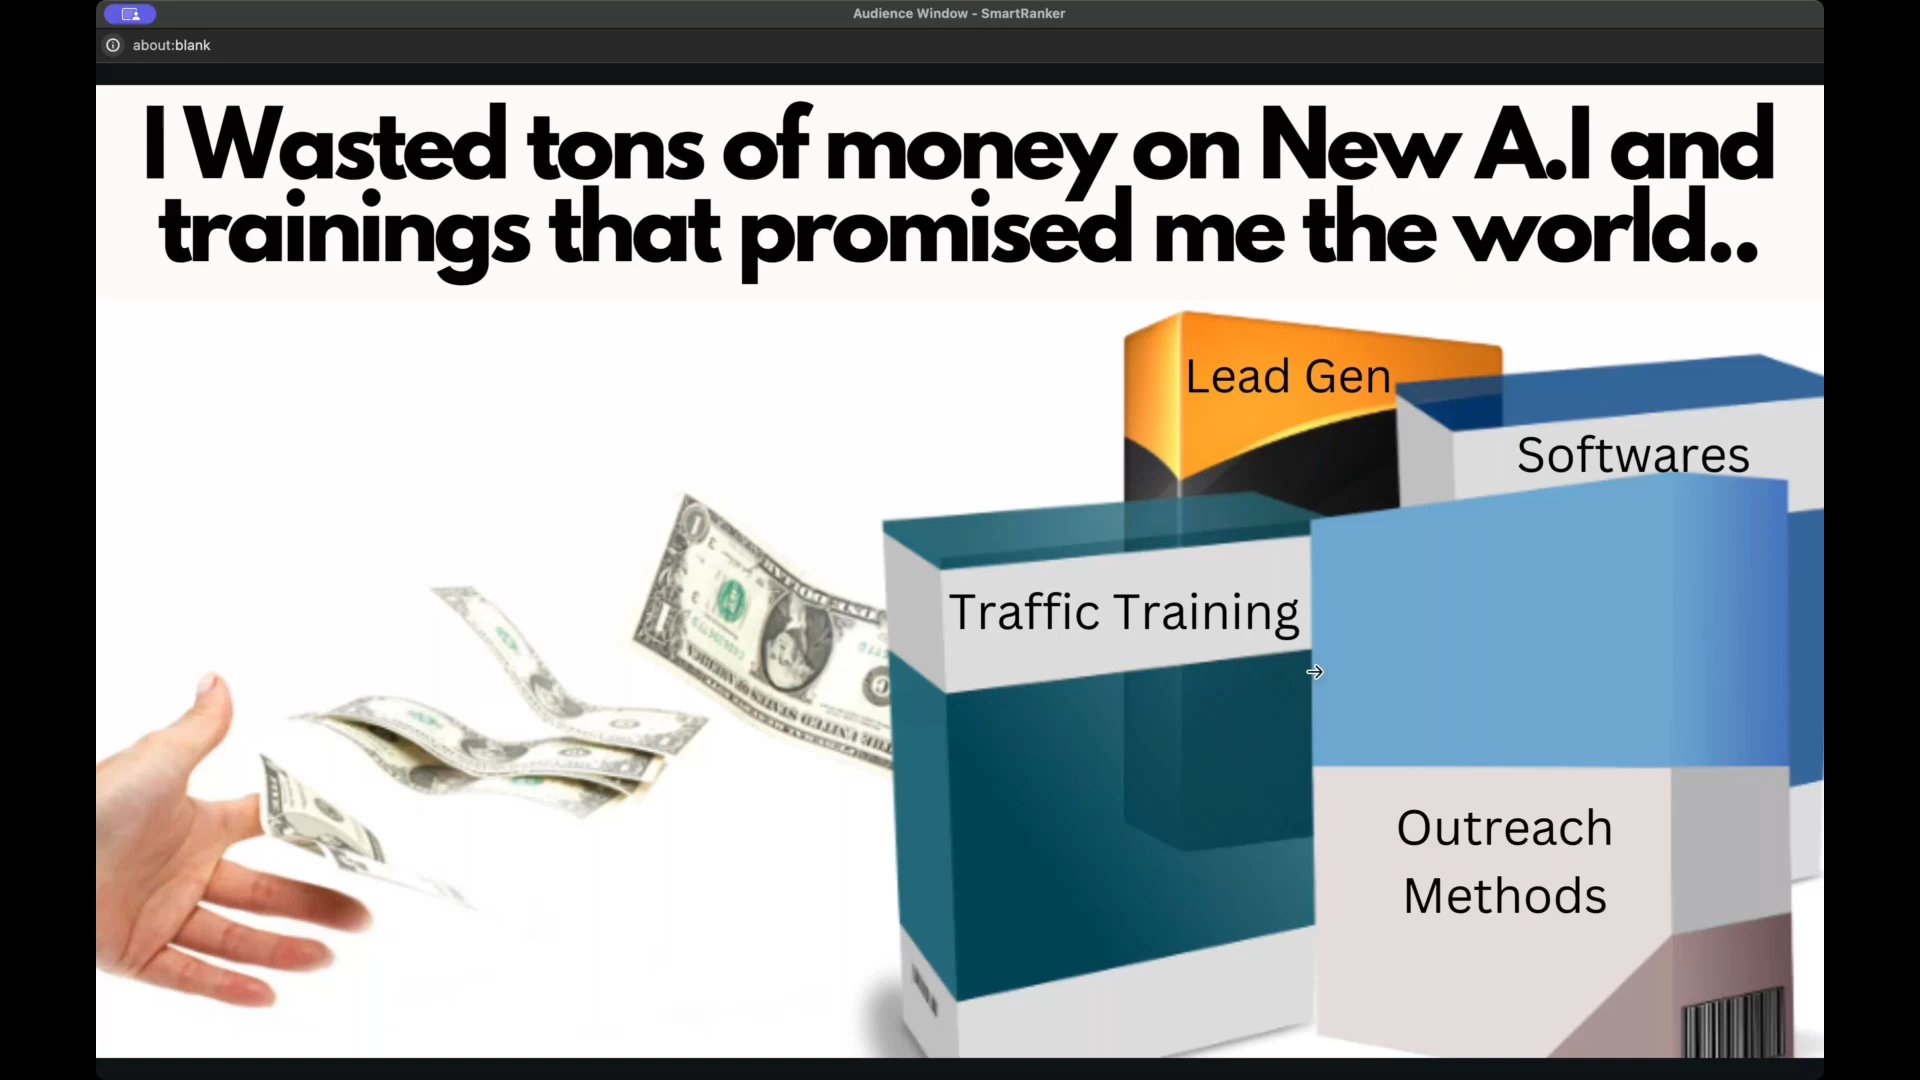 Audience Window - SmartRanker
about:blank
I Wasted tons of money on New A.I and
trainings that promised me the world..
Lead Gen
Softwares
Traffic Training
Outreach
Methods